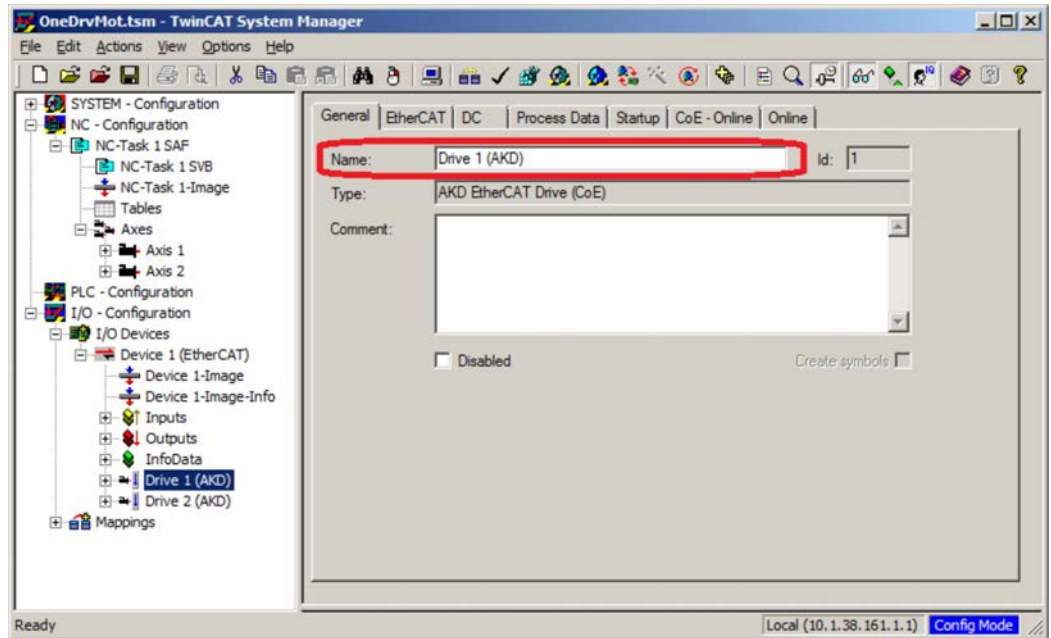 OneDrvMot.tsm - TwinCAT System Manager
File Edit Actions View Options Help
SYSTEM - Configuration
NC - Configuration
NC-Task 1 SAF
NC-Task 1 SVB
NC-Task 1-Image
Tables
Axes
Axis 1
Axis 2
PLC - Configuration
I/O - Configuration
I/O Devices
Device 1 (EtherCAT)
Device 1-Image
Device 1-Image-Info
Inputs
Outputs
InfoData
Drive 1 (AKD)
Drive 2 (AKD)
Mappings
General EtherCAT DC Process Data Startup CoE - Online Online
Name: Drive 1 (AKD) Id: 1
Type: AKD EtherCAT Drive (CoE)
Comment:
Disabled Create symbols
Ready Local (10.1.38.161.1.1) Config Mode